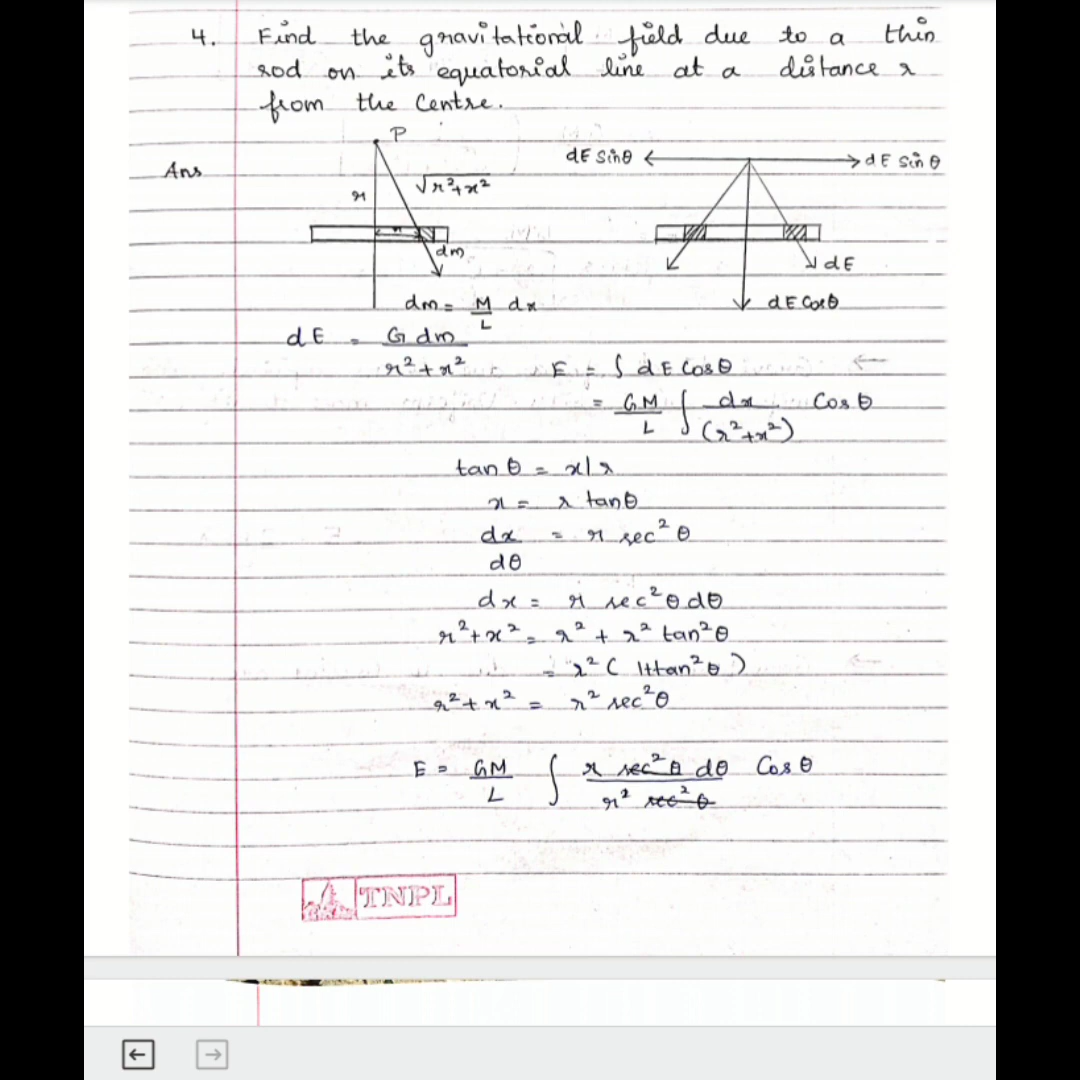 4. Find the gravitational field due to a thin
rod on its equatorial line at a distance r
from the Centre.
Ans
P
r
√r²+x²
x
dm
dE Sinθ
dE Sin θ
dE
dE Cosθ
dm = M/L dx
dE = G dm / r²+x²
E = ∫ dE Cosθ
= GM/L ∫ dx/(r²+x²) Cos θ
tan θ = x/r
x = r tanθ
dx/dθ = r sec²θ
dx = r sec²θ dθ
r²+x² = r² + r² tan²θ
= r² ( 1+tan²θ )
r²+x² = r² sec²θ
E = GM/L ∫ r sec²θ dθ / r² sec²θ Cos θ
TNPL